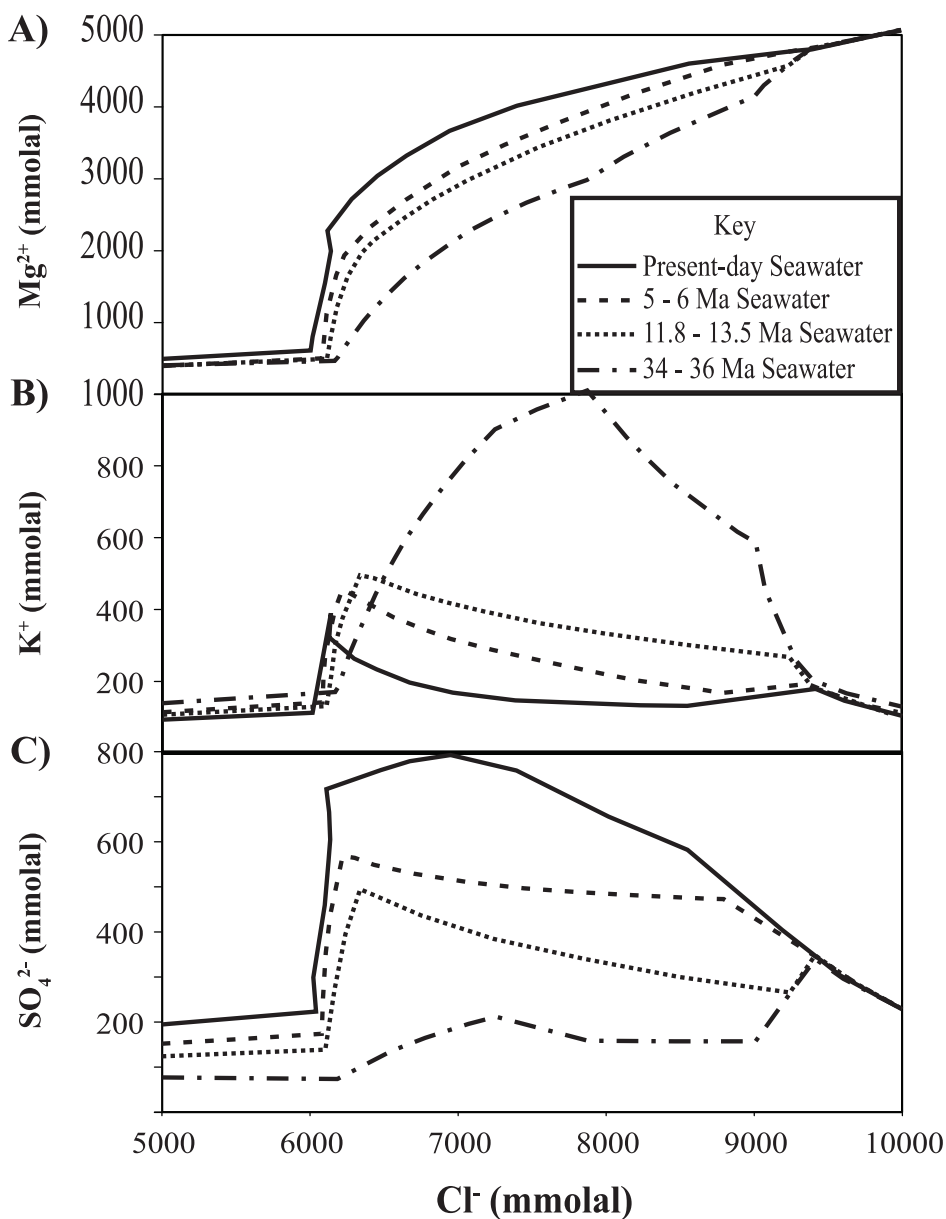 A)
Mg²⁺ (mmolal)
5000
4000
3000
2000
1000
Key
Present-day Seawater
5 - 6 Ma Seawater
11.8 - 13.5 Ma Seawater
34 - 36 Ma Seawater
B)
K⁺ (mmolal)
1000
800
600
400
200
C)
SO₄²⁻ (mmolal)
800
600
400
200
5000 6000 7000 8000 9000 10000
Cl⁻ (mmolal)